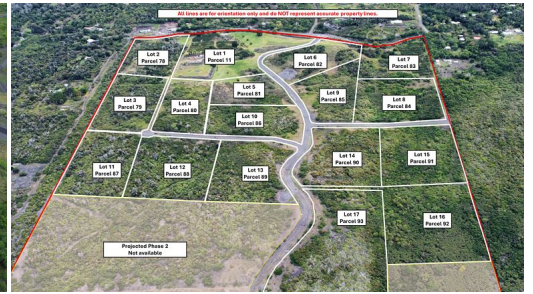 All lines are for orientation only and do NOT represent accurate property lines.
Lot 2
Parcel 78
Lot 1
Parcel 11
Lot 6
Parcel 82
Lot 7
Parcel 83
Lot 5
Parcel 81
Lot 9
Parcel 85
Lot 3
Parcel 79
Lot 4
Parcel 80
Lot 8
Parcel 84
Lot 10
Parcel 86
Lot 11
Parcel 87
Lot 12
Parcel 88
Lot 13
Parcel 89
Lot 14
Parcel 90
Lot 15
Parcel 91
Lot 17
Parcel 93
Lot 16
Parcel 92
Projected Phase 2
Not available